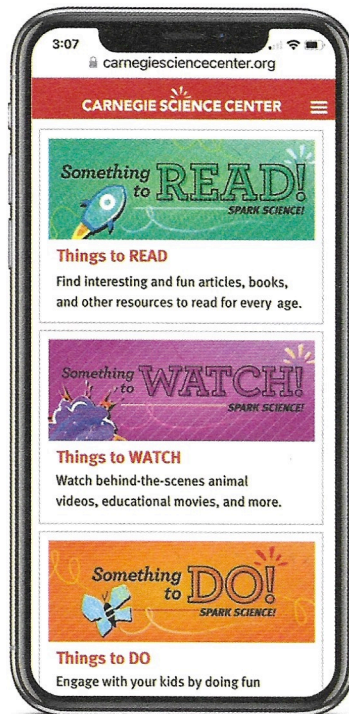 3:07
carnegiesciencecenter.org
CARNEGIE SCIENCE CENTER
Something
to READ!
SPARK SCIENCE!
Things to READ
Find interesting and fun articles, books,
and other resources to read for every age.
Something
to WATCH!
SPARK SCIENCE!
Things to WATCH
Watch behind-the-scenes animal
videos, educational movies, and more.
Something
to DO!
SPARK SCIENCE!
Things to DO
Engage with your kids by doing fun